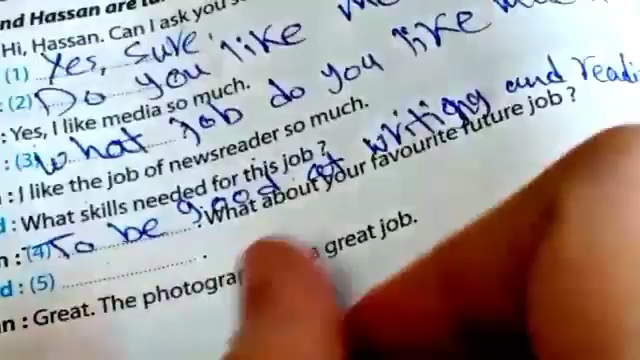 nd Hassan are
Hi, Hassan. Can I ask you
(1) Yes, sure.
: (2) Do you like me
: Yes, I like media so much.
: (3) what job do you like
: I like the job of newsreader so much.
d : What skills needed for this job ?
n : (4) To be good at writing and readi
. What about your favourite future job ?
d : (5) .
n : Great. The photogra a great job.